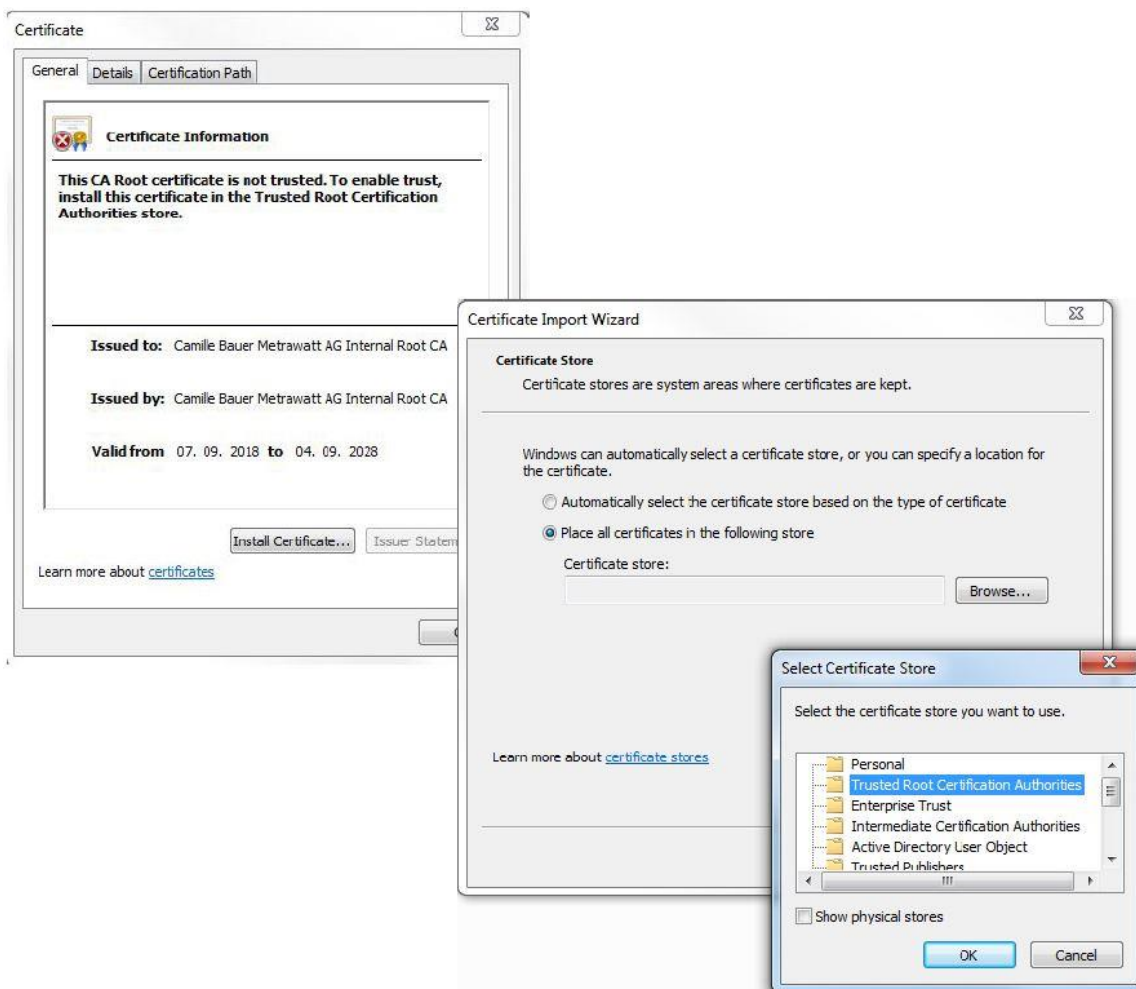 Certificate
General
Details
Certification Path
Certificate Information
This CA Root certificate is not trusted. To enable trust,
install this certificate in the Trusted Root Certification
Authorities store.
Issued to: Camille Bauer Metrawatt AG Internal Root CA
Issued by: Camille Bauer Metrawatt AG Internal Root CA
Valid from 07. 09. 2018 to 04. 09. 2028
Install Certificate...
Issuer
Learn more about certificates
Certificate Import Wizard
Certificate Store
Certificate stores are system areas where certificates are kept.
Windows can automatically select a certificate store, or you can specify a location for
the certificate.
Automatically select the certificate store based on the type of certificate
Place all certificates in the following store
Certificate store:
Browse...
Learn more about certificate stores
Select Certificate Store
Select the certificate store you want to use.
Personal
Trusted Root Certification Authorities
Enterprise Trust
Intermediate Certification Authorities
Active Directory User Object
Trusted Publishers
Show physical stores
OK
Cancel